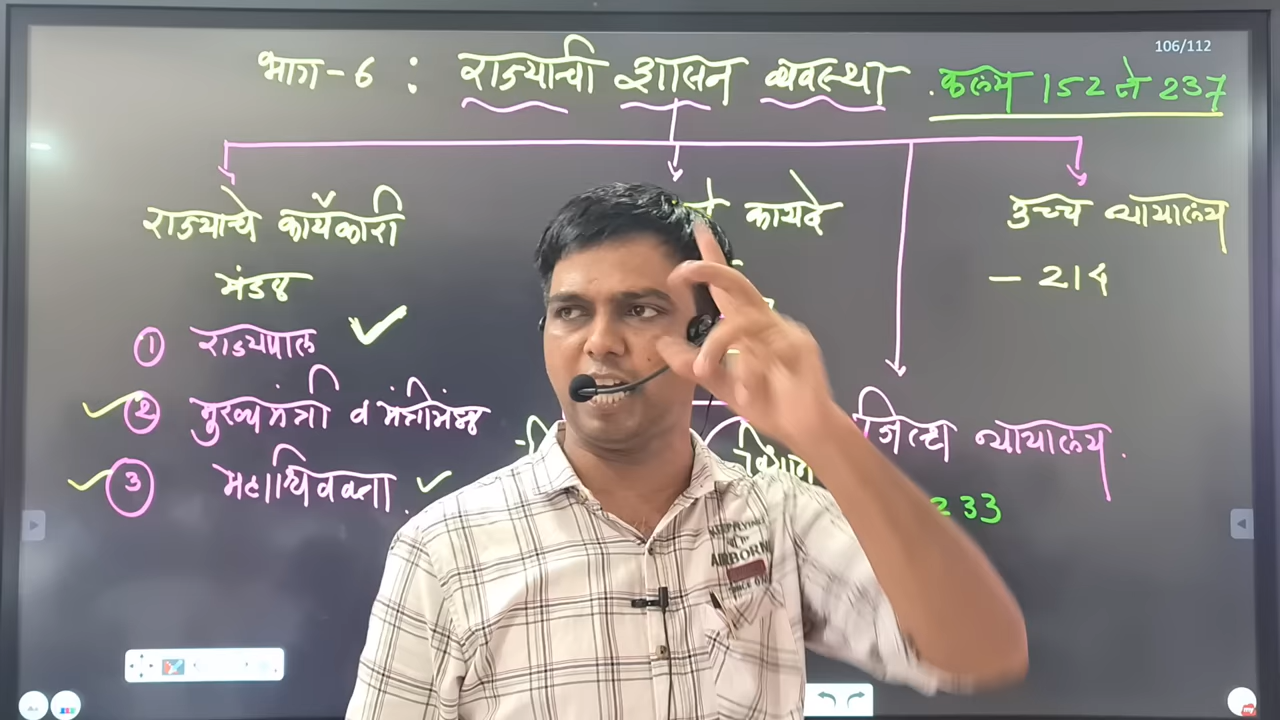 106/112
भाग-6 : राज्याची शासन व्यवस्था कलम 152 ते 237
राज्याचे कार्यकारी
मंडळ
कायदे
उच्च न्यायालय
- 214
① राज्यपाल
② मुख्यमंत्री व मंत्रीमंडळ
③ महाधिवक्ता
जिल्हा न्यायालय.
233
AIRBORN